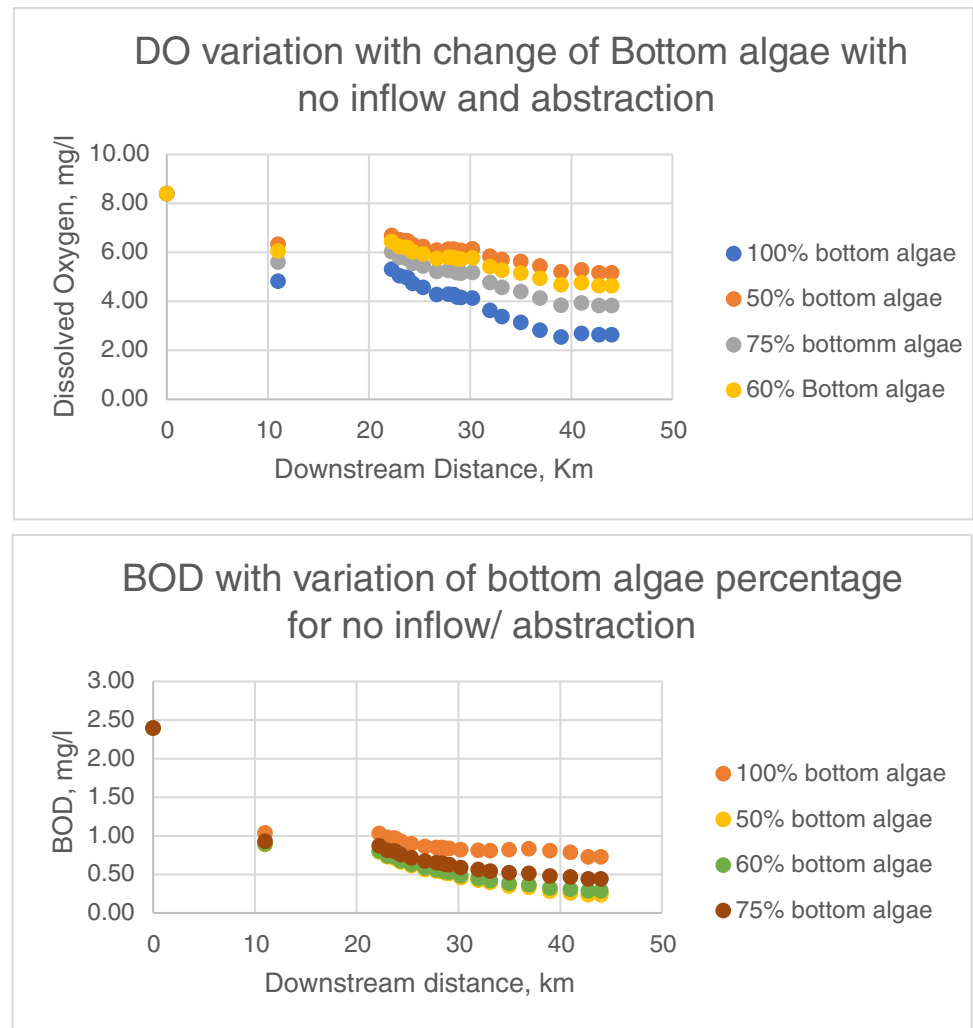 DO variation with change of Bottom algae with
no inflow and abstraction
10.00
8.00
6.00
4.00
2.00
0.00
Dissolved Oxygen, mg/l
0 10 20 30 40 50
Downstream Distance, Km
100% bottom algae
50% bottom algae
75% bottomm algae
60% Bottom algae
BOD with variation of bottom algae percentage
for no inflow/ abstraction
3.00
2.50
2.00
1.50
1.00
0.50
0.00
BOD, mg/l
0 10 20 30 40 50
Downstream distance, km
100% bottom algae
50% bottom algae
60% bottom algae
75% bottom algae